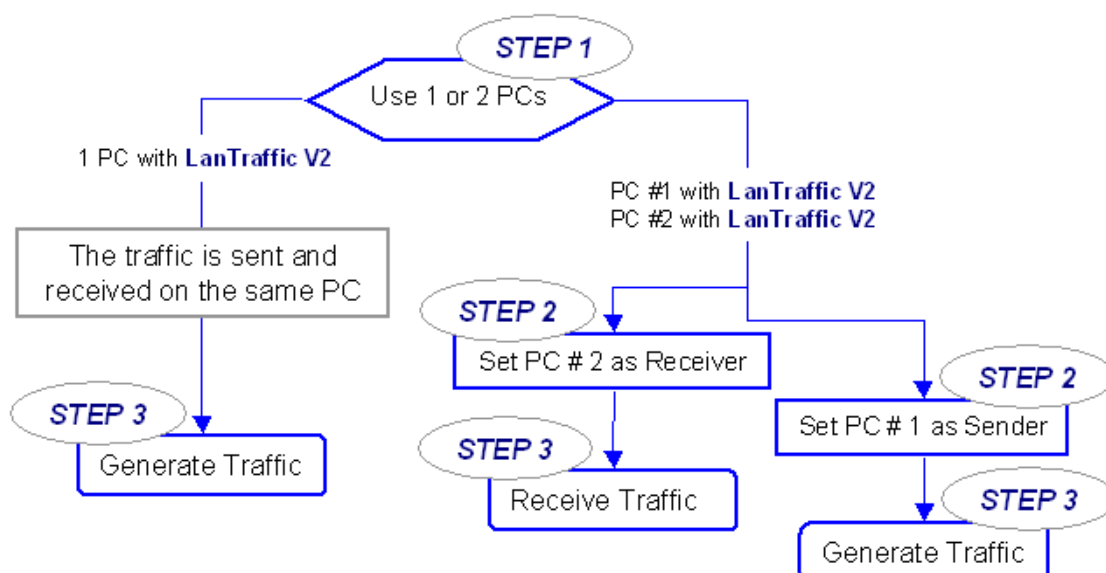 STEP 1
Use 1 or 2 PCs
1 PC with LanTraffic V2
PC #1 with LanTraffic V2
PC #2 with LanTraffic V2
The traffic is sent and
received on the same PC
STEP 2
Set PC # 2 as Receiver
STEP 2
Set PC # 1 as Sender
STEP 3
Generate Traffic
STEP 3
Receive Traffic
STEP 3
Generate Traffic